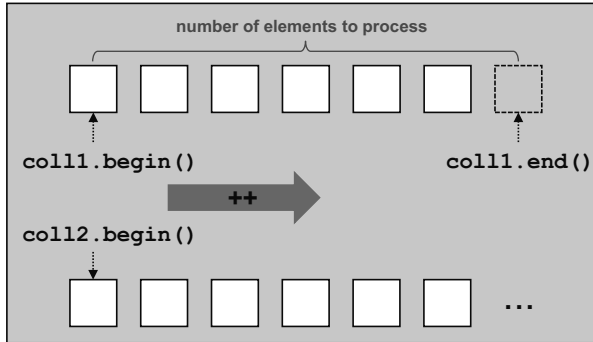 number of elements to process
coll1.begin() coll1.end()
++
coll2.begin()
...